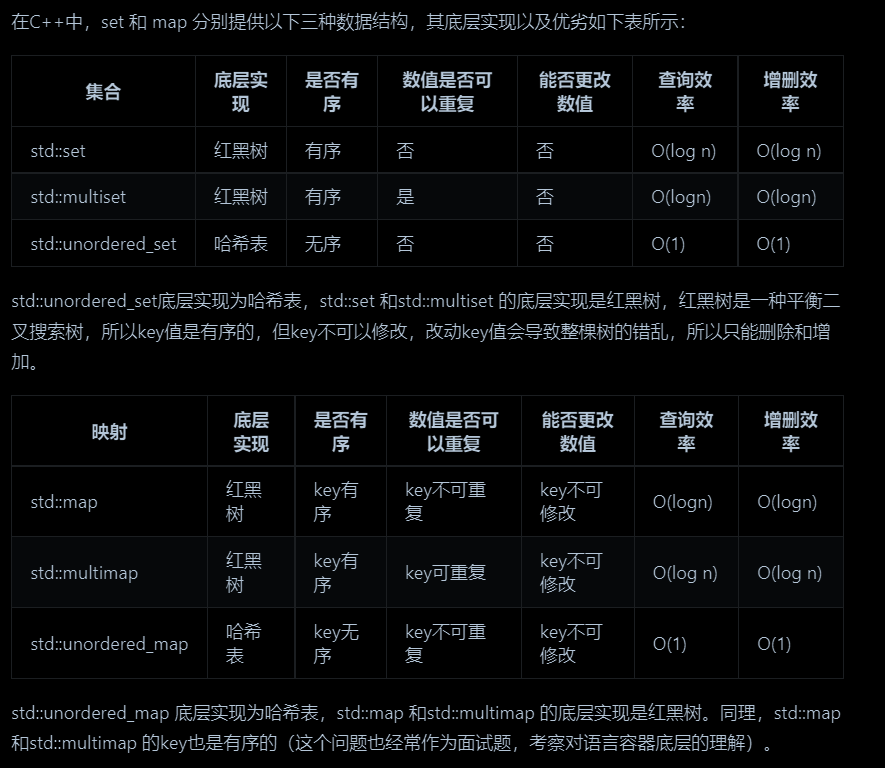 在C++中，set 和 map 分别提供以下三种数据结构，其底层实现以及优劣如下表所示：
集合 底层实现 是否有序 数值是否可以重复 能否更改数值 查询效率 增删效率
std::set 红黑树 有序 否 否 O(log n) O(log n)
std::multiset 红黑树 有序 是 否 O(logn) O(logn)
std::unordered_set 哈希表 无序 否 否 O(1) O(1)
std::unordered_set底层实现为哈希表，std::set 和std::multiset 的底层实现是红黑树，红黑树是一种平衡二
叉搜索树，所以key值是有序的，但key不可以修改，改动key值会导致整棵树的错乱，所以只能删除和增
加。
映射 底层实现 是否有序 数值是否可以重复 能否更改数值 查询效率 增删效率
std::map 红黑树 key有序 key不可重复 key不可修改 O(logn) O(logn)
std::multimap 红黑树 key有序 key可重复 key不可修改 O(log n) O(log n)
std::unordered_map 哈希表 key无序 key不可重复 key不可修改 O(1) O(1)
std::unordered_map 底层实现为哈希表，std::map 和std::multimap 的底层实现是红黑树。同理，std::map
和std::multimap 的key也是有序的（这个问题也经常作为面试题，考察对语言容器底层的理解）。